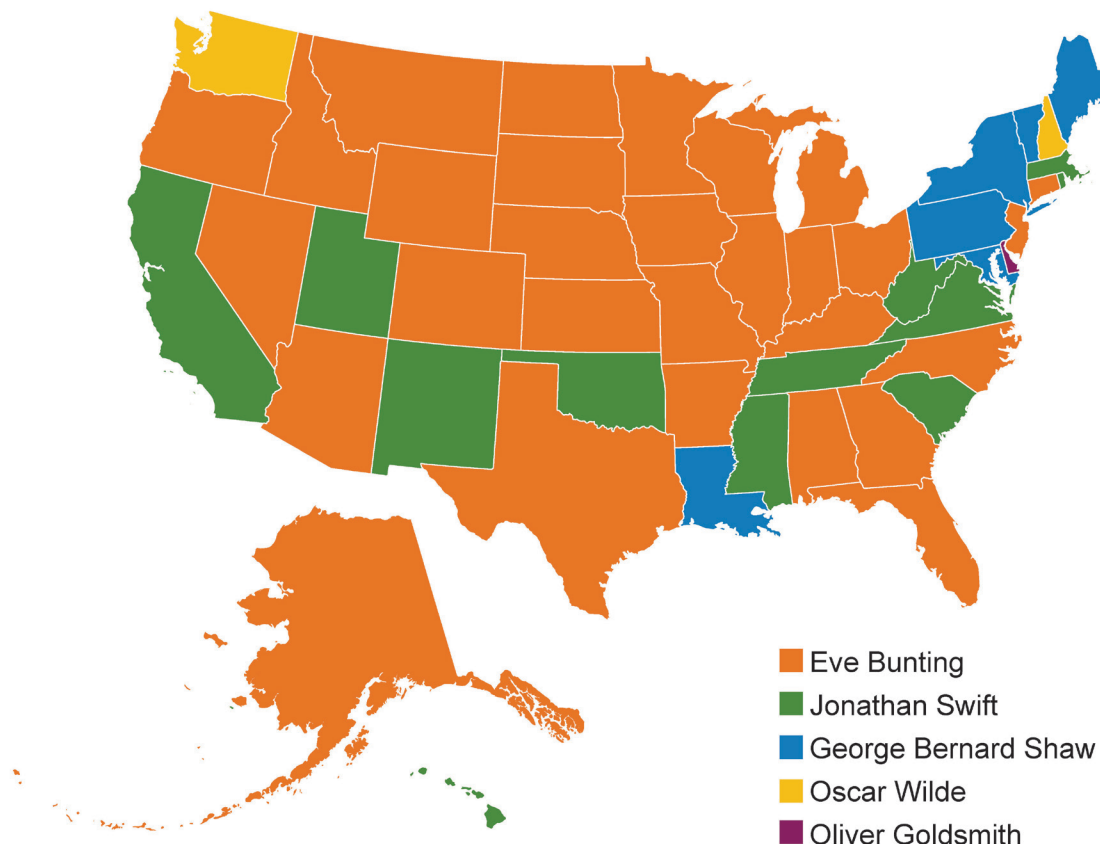 Eve Bunting
Jonathan Swift
George Bernard Shaw
Oscar Wilde
Oliver Goldsmith